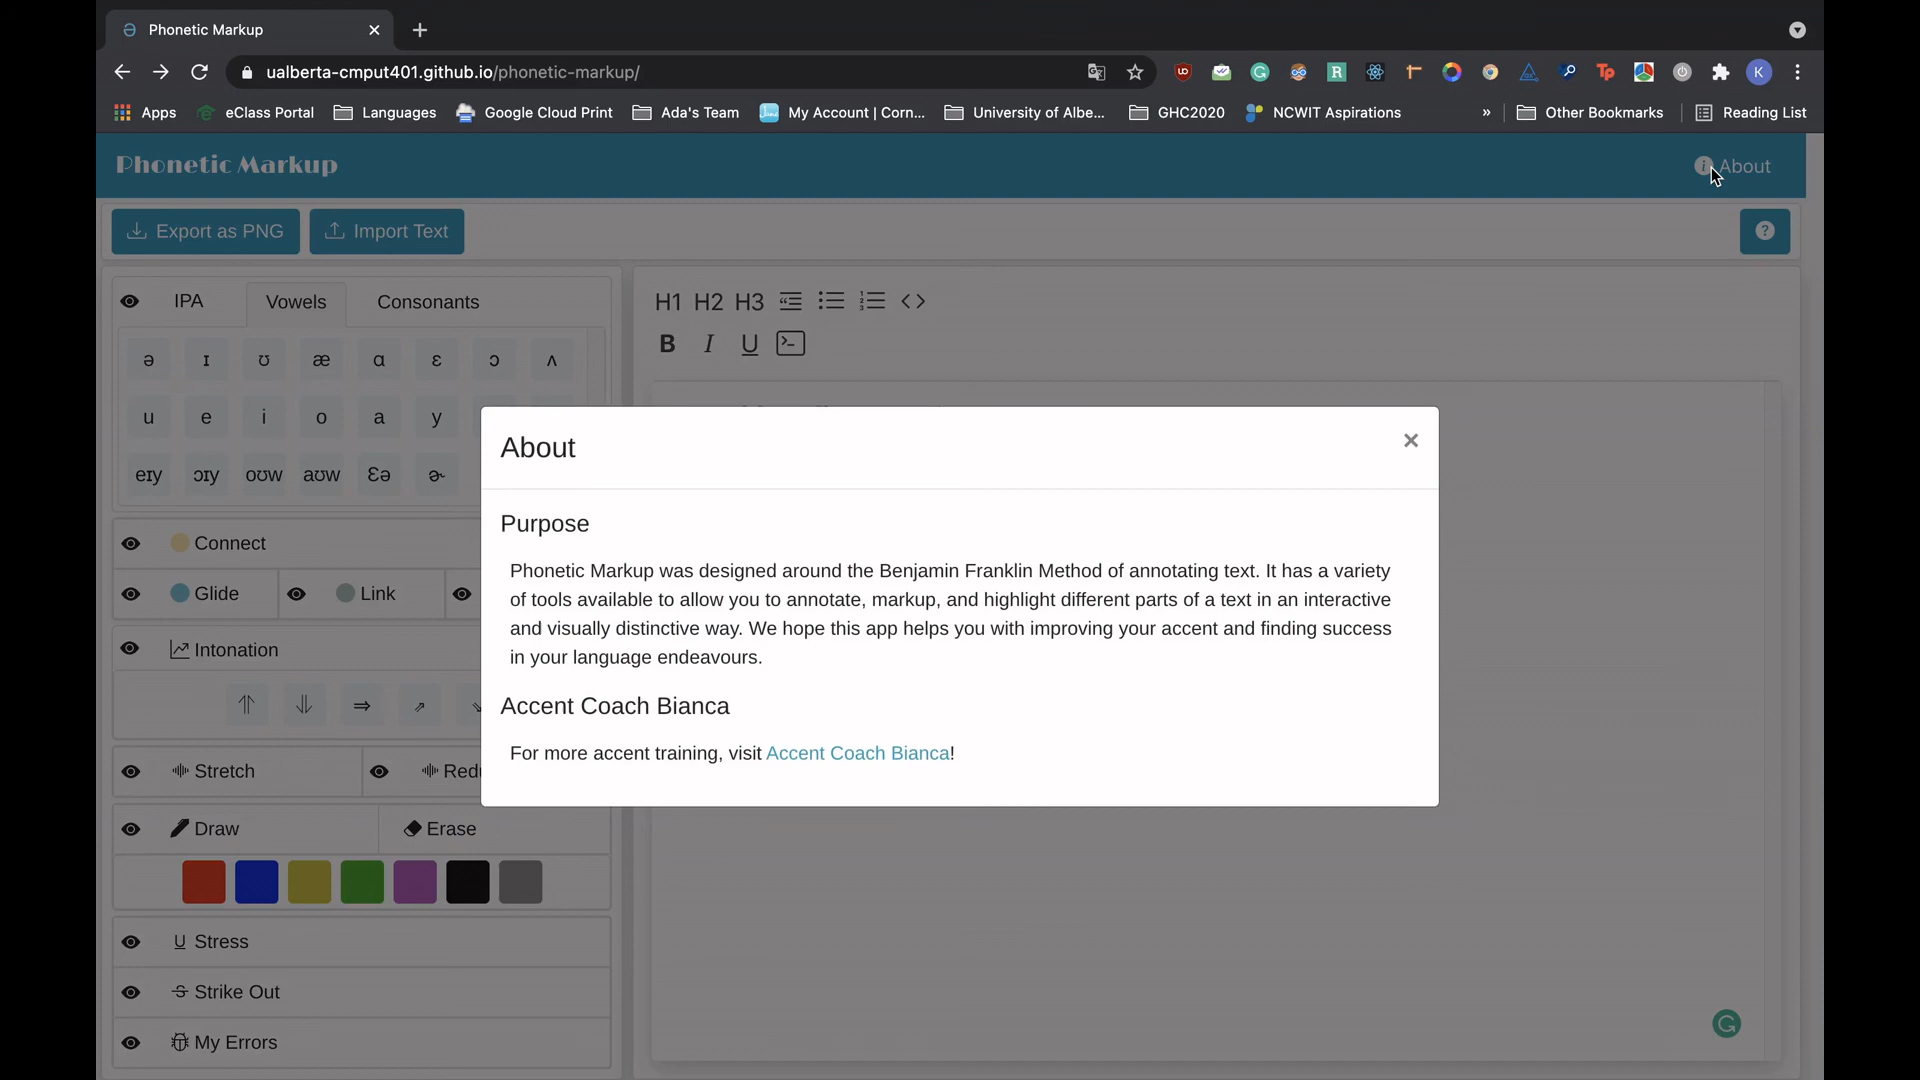 Phonetic Markup
ualberta-cmput401.github.io/phonetic-markup/
K
Apps eClass Portal Languages Google Cloud Print Ada's Team My Account | Corn... University of Albe... GHC2020 NCWIT Aspirations » Other Bookmarks Reading List
Phonetic Markup
About
Export as PNG Import Text
IPA Vowels Consonants
ə ɪ ʊ æ ɑ ɛ ɔ ʌ
u e i o a y
eɪy ɔɪy oʊw aʊw Ɛə ɚ
Connect
Glide Link
Intonation
⇑ ⇓ ⇒ ⇗
Stretch
Draw Erase
Stress
Strike Out
My Errors
H1 H2 H3
B I U
About
Purpose
Phonetic Markup was designed around the Benjamin Franklin Method of annotating text. It has a variety
of tools available to allow you to annotate, markup, and highlight different parts of a text in an interactive
and visually distinctive way. We hope this app helps you with improving your accent and finding success
in your language endeavours.
Accent Coach Bianca
For more accent training, visit Accent Coach Bianca!